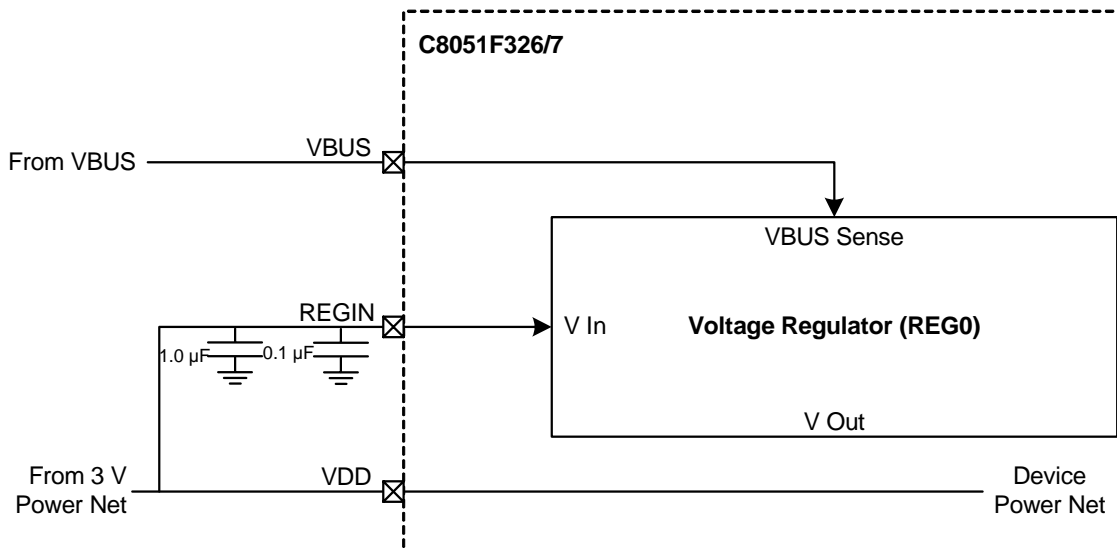 C8051F326/7
VBUS
From VBUS
VBUS Sense
REGIN
V In
Voltage Regulator (REG0)
1.0 µF
0.1 µF
V Out
From 3 V
Power Net
VDD
Device
Power Net